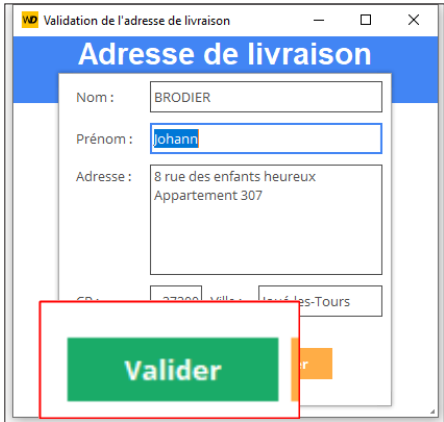 WD Validation de l'adresse de livraison
Adresse de livraison
Nom : BRODIER
Prénom : Johann
Adresse : 8 rue des enfants heureux
Appartement 307
Valider